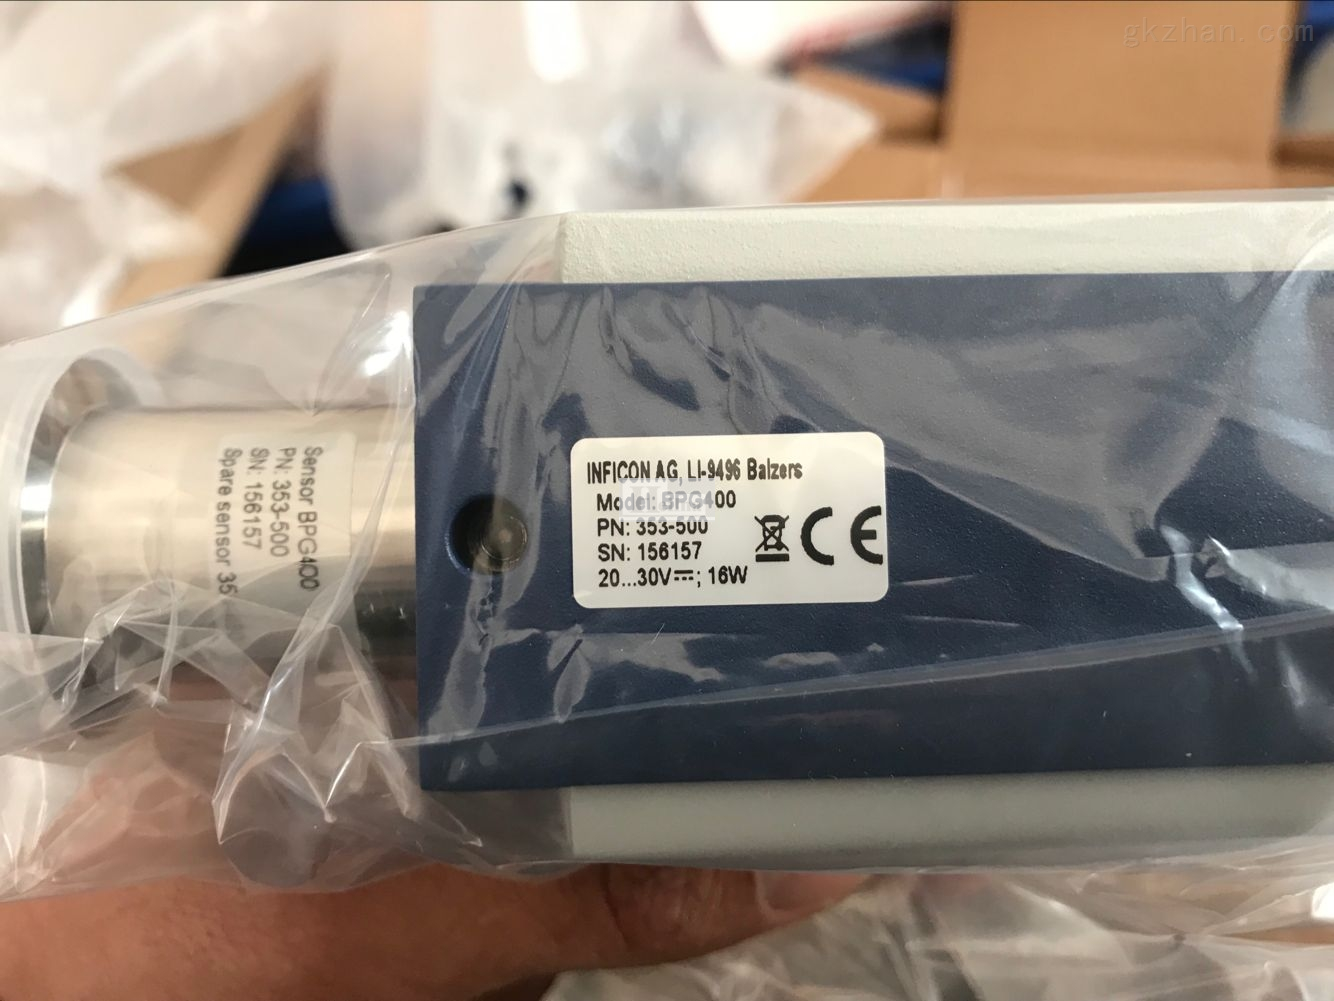 gkzhan.com
INFICON AG, LI-9496 Balzers
Model: BPG400
PN: 353-500
SN: 156157
20...30V⎓; 16W
CE
Sensor BPG400
PN: 353-500
SN: 156157
Spare sensor 35